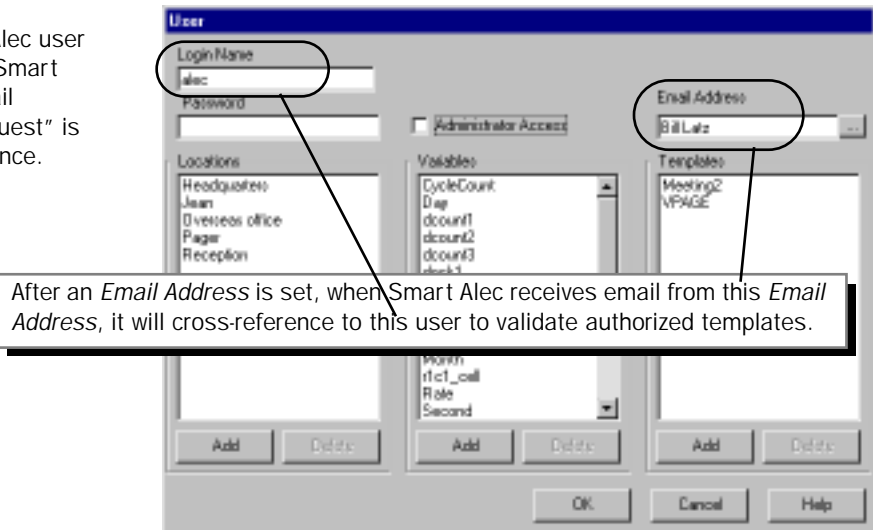 lec user
Smart
il
uest” is
nce.
User
Login Name
alec
Password
Administrator Access
Email Address
Bill Latz
...
Locations
Headquarters
Jean
Overseas office
Pager
Reception
Variables
CycleCount
Day
dcount1
dcount2
dcount3
Templates
Meeting2
VPAGE
After an Email Address is set, when Smart Alec receives email from this Email
Address, it will cross-reference to this user to validate authorized templates.
Month
r1c1_cell
Rate
Second
Add
Delete
Add
Delete
Add
Delete
OK
Cancel
Help